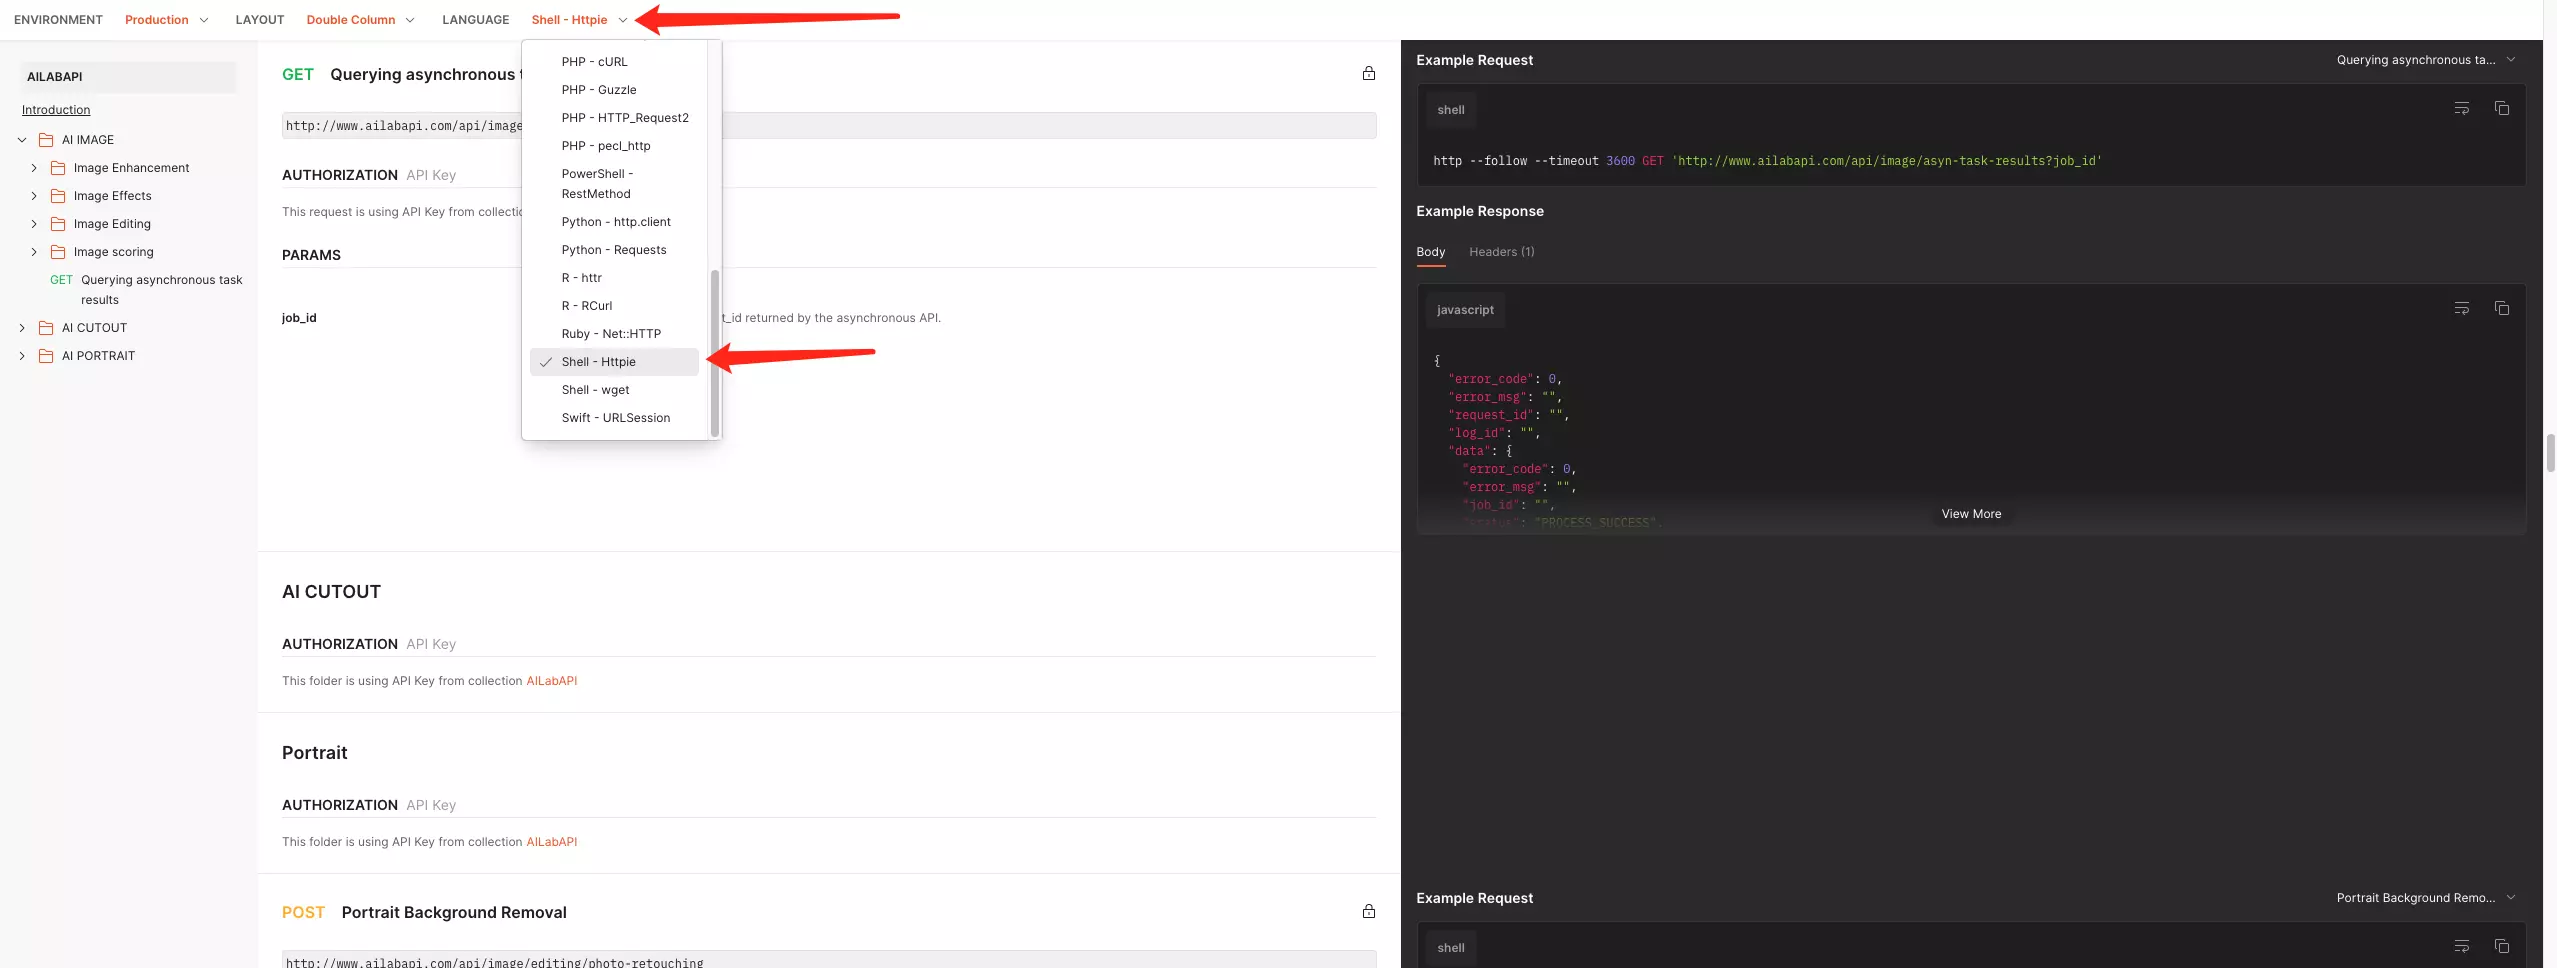 ENVIRONMENT Production LAYOUT Double Column LANGUAGE Shell - Httpie
AILABAPI
Introduction
AI IMAGE
Image Enhancement
Image Effects
Image Editing
Image scoring
GET Querying asynchronous task
results
AI CUTOUT
AI PORTRAIT
GET Querying asynchronous
http://www.ailabapi.com/api/image
AUTHORIZATION API Key
This request is using API Key from
PARAMS
job_id
returned by the asynchronous API.
PHP - cURL
PHP - Guzzle
PHP - HTTP_Request2
PHP - pecl_http
PowerShell -
RestMethod
Python - http.client
Python - Requests
R - httr
R - RCurl
Ruby - Net::HTTP
Shell - Httpie
Shell - wget
Swift - URLSession
AI CUTOUT
AUTHORIZATION API Key
This folder is using API Key from collection AILabAPI
Portrait
AUTHORIZATION API Key
This folder is using API Key from collection AILabAPI
POST Portrait Background Removal
http://www.ailabapi.com/api/image/editing/photo-retouching
Example Request
Querying asynchronous ta...
shell
http --follow --timeout 3600 GET 'http://www.ailabapi.com/api/image/asyn-task-results?job_id'
Example Response
Body Headers (1)
javascript
{
"error_code": 0,
"error_msg": "",
"request_id": "",
"log_id": "",
"data": {
"error_code": 0,
"error_msg": "",
"job_id": "",
"status": "PROCESS_SUCCESS",
View More
Example Request
Portrait Background Remo...
shell